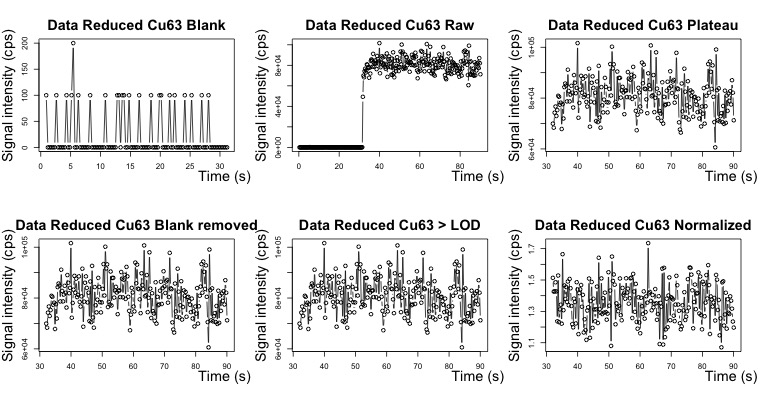 Data Reduced Cu63 Blank
Signal intensity (cps)
0 50 100 150 200
0 5 10 15 20 25 30
Time (s)
Data Reduced Cu63 Raw
Signal intensity (cps)
0e+00 4e+04 8e+04
0 20 40 60 80
Time (s)
Data Reduced Cu63 Plateau
Signal intensity (cps)
6e+04 8e+04 1e+05
30 40 50 60 70 80 90
Time (s)
Data Reduced Cu63 Blank removed
Signal intensity (cps)
6e+04 8e+04 1e+05
30 40 50 60 70 80 90
Time (s)
Data Reduced Cu63 > LOD
Signal intensity (cps)
6e+04 8e+04 1e+05
30 40 50 60 70 80 90
Time (s)
Data Reduced Cu63 Normalized
Signal intensity (cps)
1.1 1.3 1.5 1.7
30 40 50 60 70 80 90
Time (s)